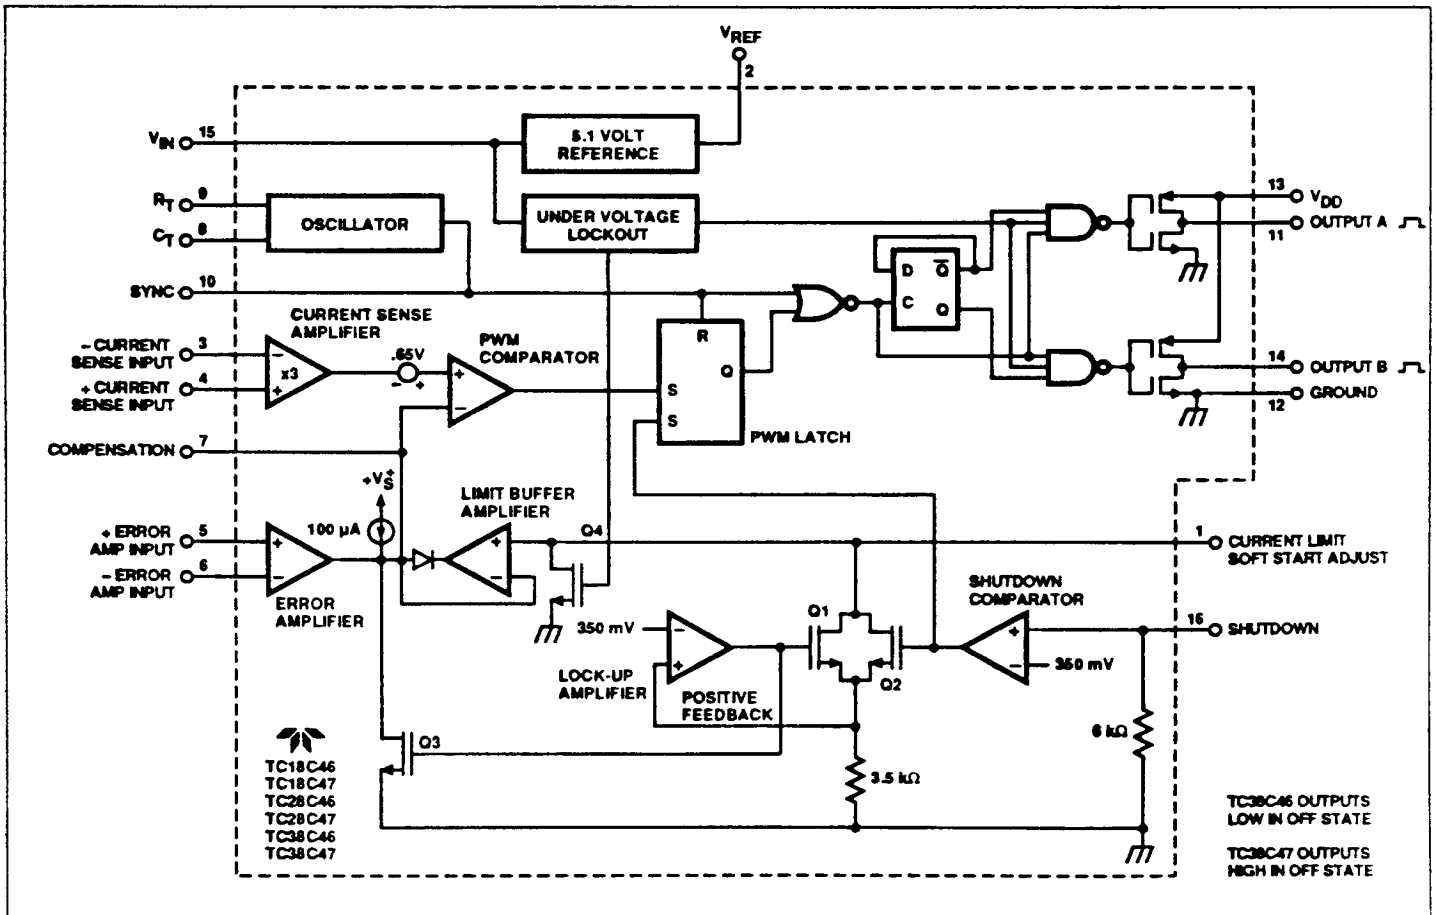 VREF
2
VIN 15
5.1 VOLT
REFERENCE
RT 9
CT 8
OSCILLATOR
UNDER VOLTAGE
LOCKOUT
13 VDD
OUTPUT A
11
D Q
C Q
SYNC 10
CURRENT SENSE
AMPLIFIER
– CURRENT
SENSE INPUT
3
+ CURRENT
SENSE INPUT
4
–
x3
+
.65V
– +
PWM
COMPARATOR
+
–
R
Q
S
S
PWM LATCH
14 OUTPUT B
GROUND
12
COMPENSATION 7
+VS+
100 µA
LIMIT BUFFER
AMPLIFIER
+
–
Q4
+ ERROR
AMP INPUT
5
– ERROR
AMP INPUT
6
+
–
ERROR
AMPLIFIER
1 CURRENT LIMIT
SOFT START ADJUST
SHUTDOWN
COMPARATOR
+
–
350 mV
16 SHUTDOWN
350 mV
–
+
LOCK-UP
AMPLIFIER
POSITIVE
FEEDBACK
Q1
Q2
Q3
3.5 kΩ
6 kΩ
TC18C46
TC18C47
TC28C46
TC28C47
TC38C46
TC38C47
TC38C46 OUTPUTS
LOW IN OFF STATE
TC38C47 OUTPUTS
HIGH IN OFF STATE